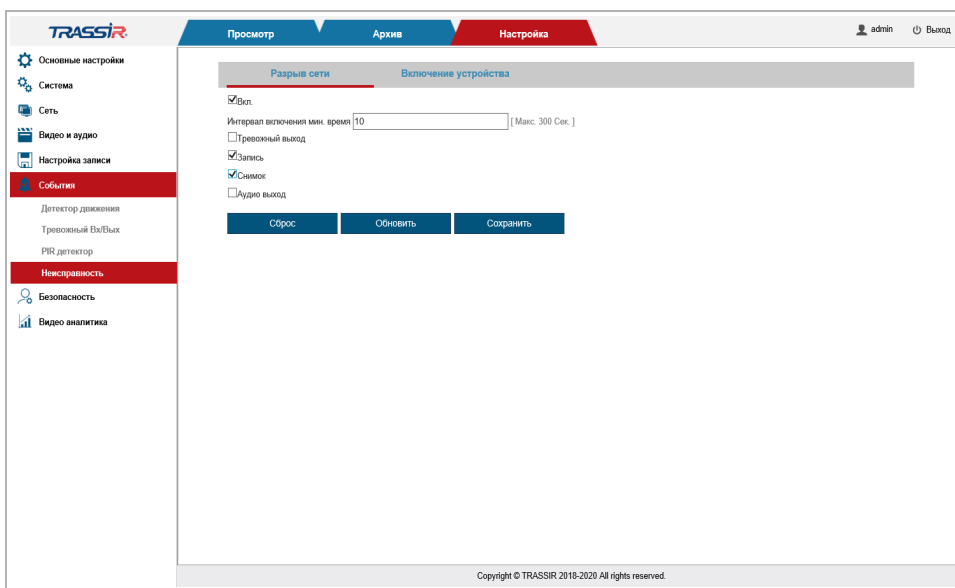 TRASSIR
Просмотр
Архив
Настройка
admin
Выход
Основные настройки
Система
Сеть
Видео и аудио
Настройка записи
События
Детектор движения
Тревожный Вх/Вых
PIR детектор
Неисправность
Безопасность
Видео аналитика
Разрыв сети
Включение устройства
Вкл.
Интервал включения мин. время 10 [ Макс. 300 Сек. ]
Тревожный выход
Запись
Снимок
Аудио выход
Сброс
Обновить
Сохранить
Copyright © TRASSIR 2018-2020 All rights reserved.